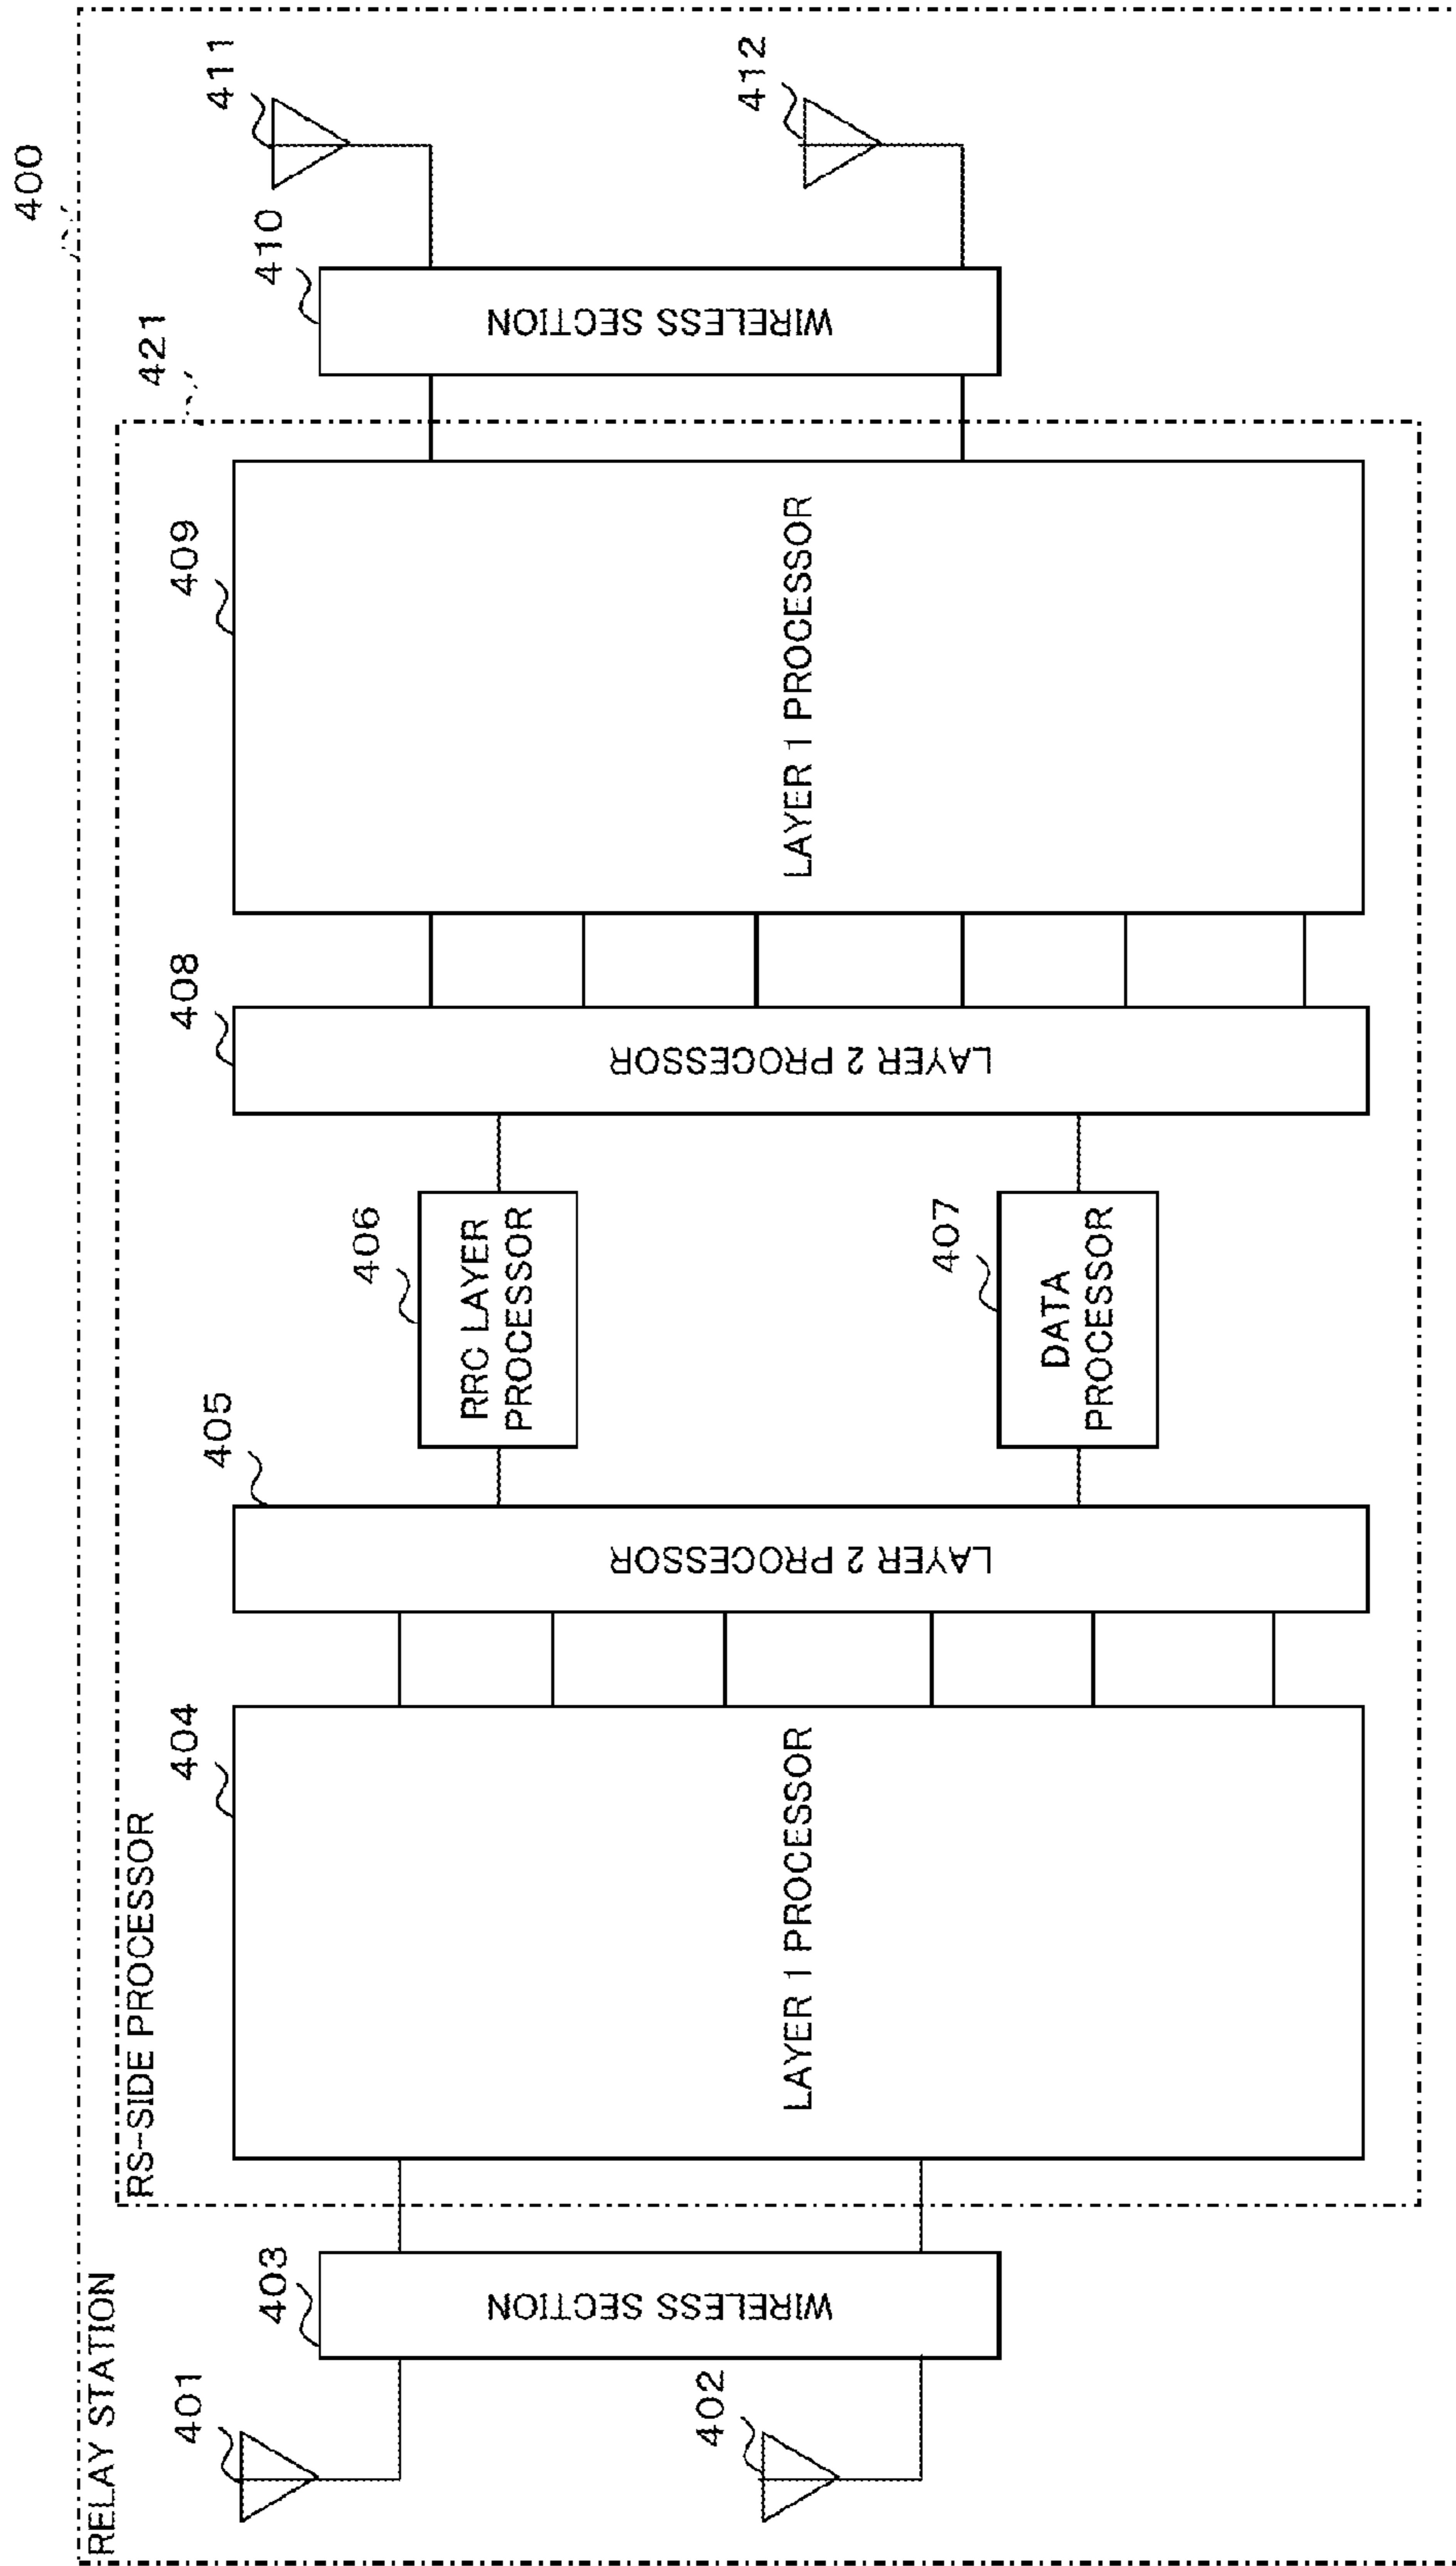 400
RELAY STATION
421
RS-SIDE PROCESSOR
401
402
403
WIRELESS SECTION
404
LAYER 1 PROCESSOR
405
LAYER 2 PROCESSOR
406
RRC LAYER
PROCESSOR
407
DATA
PROCESSOR
408
LAYER 2 PROCESSOR
409
LAYER 1 PROCESSOR
410
WIRELESS SECTION
411
412